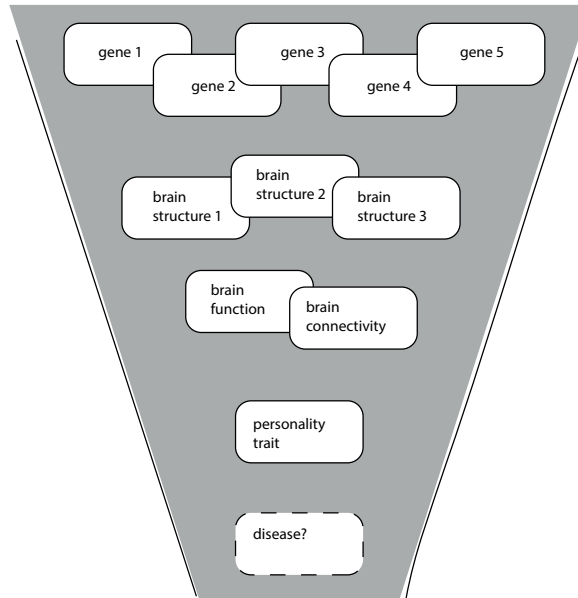 gene 1
gene 2
gene 3
gene 4
gene 5
brain
structure 1
brain
structure 2
brain
structure 3
brain
function
brain
connectivity
personality
trait
disease?